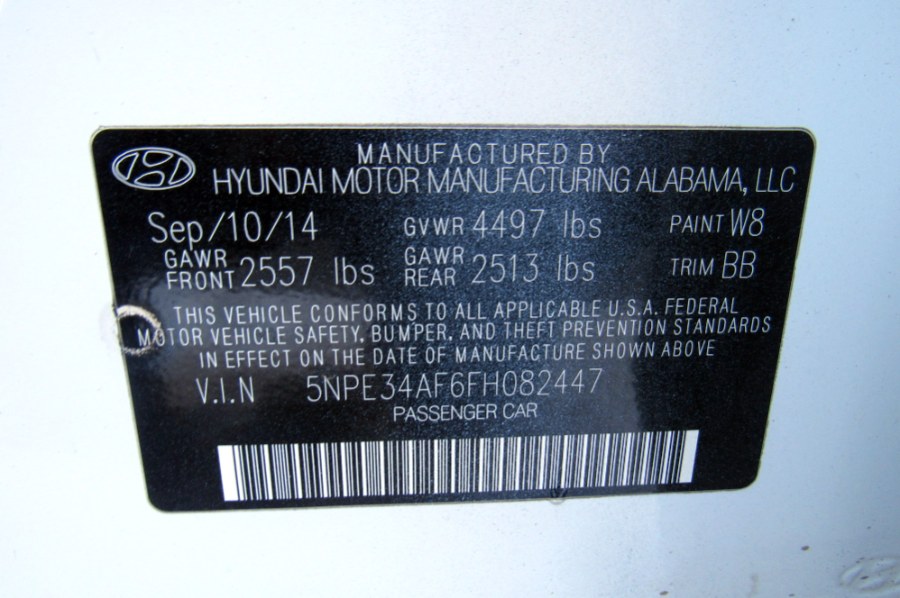 MANUFACTURED BY
HYUNDAI MOTOR MANUFACTURING ALABAMA, LLC
Sep/10/14 GVWR 4497 lbs PAINT W8
GAWR FRONT 2557 lbs GAWR REAR 2513 lbs TRIM BB
THIS VEHICLE CONFORMS TO ALL APPLICABLE U.S.A. FEDERAL
MOTOR VEHICLE SAFETY, BUMPER, AND THEFT PREVENTION STANDARDS
IN EFFECT ON THE DATE OF MANUFACTURE SHOWN ABOVE
V.I.N 5NPE34AF6FH082447
PASSENGER CAR